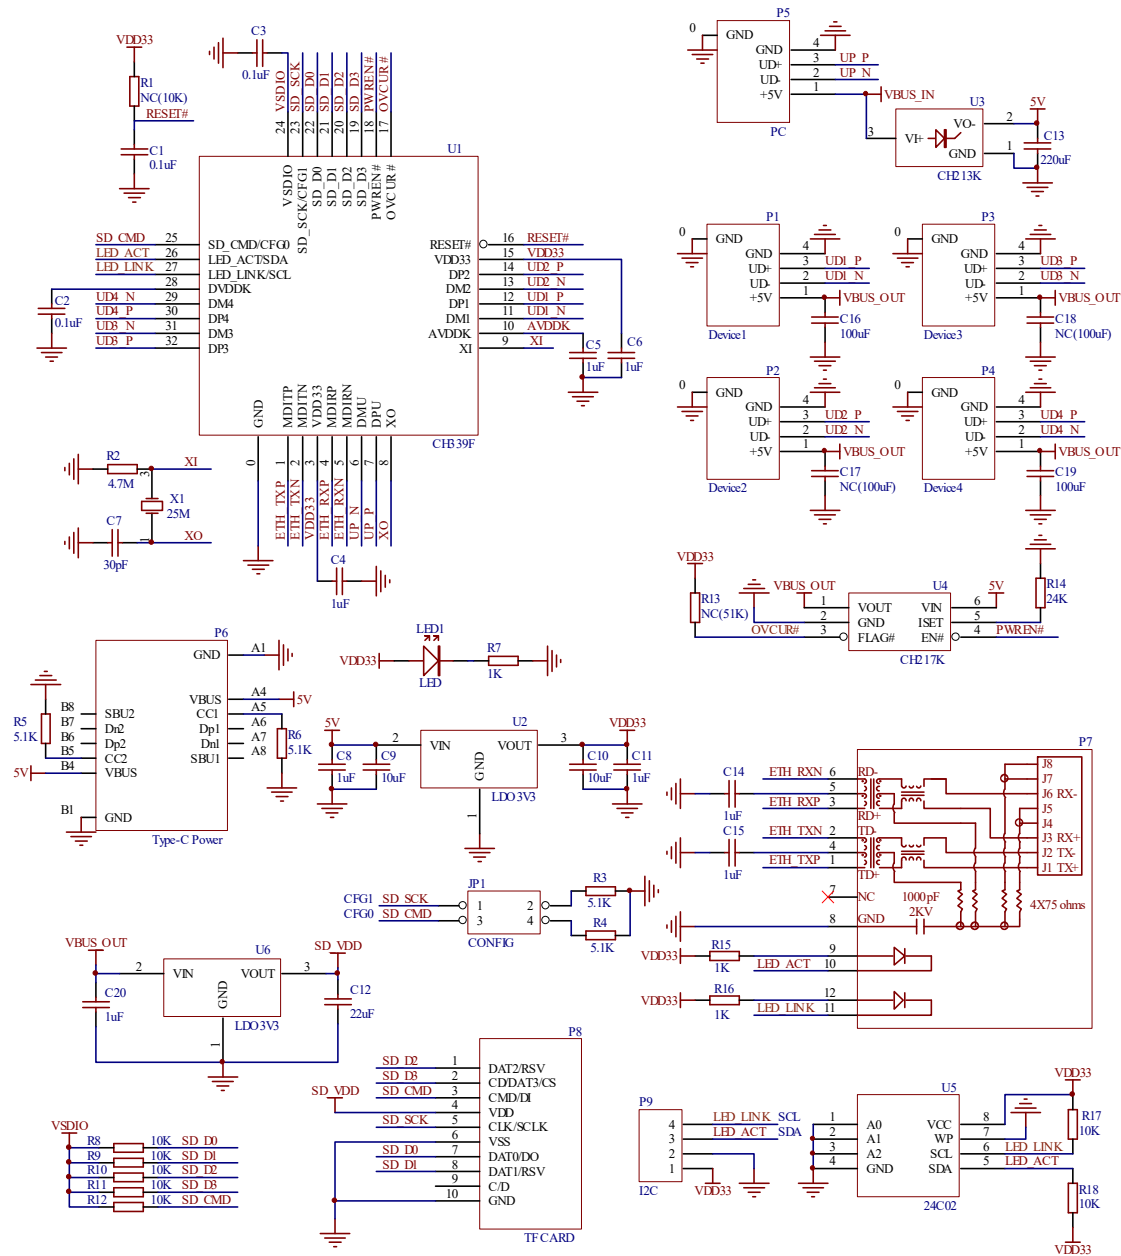 VDD33
R1
NC(10K)
RESET#
C1
0.1uF
C3
0.1uF
VSDIO
SD_SCK
SD_D0
SD_D1
SD_D2
SD_D3
PWREN#
OVCUR#
24
23
22
21
20
19
18
17
U1
VSDIO
SD_SCK/CFG1
SD_D0
SD_D1
SD_D2
SD_D3
PWREN#
OVCUR#
SD_CMD 25 SD_CMD/CFG0
LED_ACT 26 LED_ACT/SDA
LED_LINK 27 LED_LINK/SCL
28 DVDDK
UD4_N 29 DM4
UD4_P 30 DP4
UD3_N 31 DM3
UD3_P 32 DP3
C2
0.1uF
RESET# 16 RESET#
VDD33 15 VDD33
DP2 14 UD2_P
DM2 13 UD2_N
DP1 12 UD1_P
DM1 11 UD1_N
AVDDK 10 AVDDK
XI 9 XI
C5
1uF
C6
1uF
GND
MDITP
MDITN
VDD33
MDIRP
MDIRN
DMU
DPU
XO
CH339F
0
1
2
3
4
5
6
7
8
ETH_TXP
ETH_TXN
VDD33
ETH_RXP
ETH_RXN
UP_N
UP_P
XO
C4
1uF
R2
4.7M
XI
3
X1
25M
1
C7
30pF
XO
P5
0
GND
GND 4
UD+ 3 UP_P
UD- 2 UP_N
+5V 1
VBUS_IN
PC
U3
3 VI+
VO- 2
GND 1
CH213K
5V
C13
220uF
P1
0
GND
GND 4
UD+ 3 UD1_P
UD- 2 UD1_N
+5V 1 VBUS_OUT
Device1
C16
100uF
P3
0
GND
GND 4
UD+ 3 UD3_P
UD- 2 UD3_N
+5V 1 VBUS_OUT
Device3
C18
NC(100uF)
P2
0
GND
GND 4
UD+ 3 UD2_P
UD- 2 UD2_N
+5V 1 VBUS_OUT
Device2
C17
NC(100uF)
P4
0
GND
GND 4
UD+ 3 UD4_P
UD- 2 UD4_N
+5V 1 VBUS_OUT
Device4
C19
100uF
VDD33
R13
NC(51K)
OVCUR#
VBUS_OUT
U4
1 VOUT
2 GND
3 FLAG#
VIN 6
ISET 5
EN# 4
CH217K
5V
R14
24K
PWREN#
P6
GND A1
VBUS A4 5V
CC1 A5
Dp1 A6
Dn1 A7
SBU1 A8
B8 SBU2
B7 Dn2
B6 Dp2
B5 CC2
5V B4 VBUS
B1 GND
Type-C Power
R5
5.1K
R6
5.1K
LED1
VDD33
LED
R7
1K
5V
C8
1uF
C9
10uF
U2
2 VIN
VOUT 3
GND
1
LDO3V3
VDD33
C10
10uF
C11
1uF
JP1
CFG1 SD_SCK 1 2
CFG0 SD_CMD 3 4
CONFIG
R3
5.1K
R4
5.1K
VBUS_OUT
U6
2 VIN
VOUT 3
GND
1
LDO3V3
C20
1uF
SD_VDD
C12
22uF
P7
C14
1uF
C15
1uF
ETH_RXN 6 RD-
5
ETH_RXP 3 RD+
ETH_TXN 2 TD-
4
ETH_TXP 1 TD+
7 NC
8 GND
1000pF
2KV
4X75 ohms
J8
J7
J6 RX-
J5
J4
J3 RX+
J2 TX-
J1 TX+
VDD33 R15 9
1K
LED_ACT 10
VDD33 R16 12
1K
LED_LINK 11
P8
SD_D2 1 DAT2/RSV
SD_D3 2 CD/DAT3/CS
SD_CMD 3 CMD/DI
SD_VDD
4 VDD
SD_SCK 5 CLK/SCLK
6 VSS
SD_D0 7 DAT0/DO
SD_D1 8 DAT1/RSV
9 C/D
10 GND
TF CARD
VSDIO
R8 10K SD_D0
R9 10K SD_D1
R10 10K SD_D2
R11 10K SD_D3
R12 10K SD_CMD
P9
4 LED_LINK SCL
3 LED_ACT SDA
2
1
VDD33
I2C
U5
1 A0
2 A1
3 A2
4 GND
VCC 8
WP 7
SCL 6 LED_LINK
SDA 5 LED_ACT
24C02
VDD33
R17
10K
R18
10K
VDD33